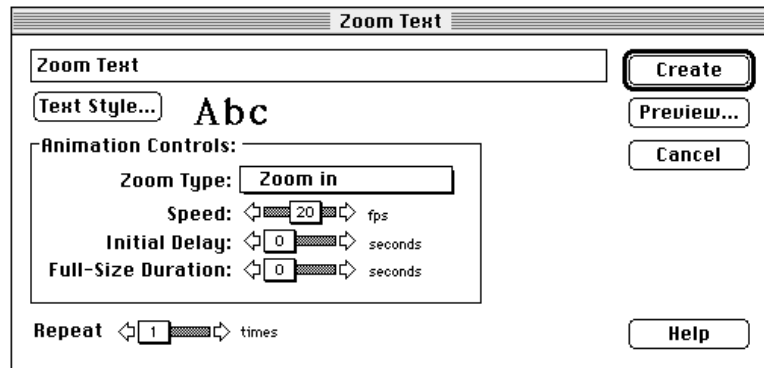 Zoom Text
Zoom Text
Create
Text Style...
Abc
Preview...
Animation Controls:
Cancel
Zoom Type: Zoom in
Speed: 20 fps
Initial Delay: 0 seconds
Full-Size Duration: 0 seconds
Repeat 1 times
Help